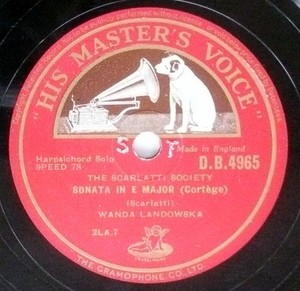 "HIS MASTER'S VOICE"
S F
Made in England
Harpsichord Solo
SPEED 78
D.B.4965
THE SCARLATTI SOCIETY
SONATA IN E MAJOR (Cortège)
(Scarlatti)
WANDA LANDOWSKA
2LA.7
THE GRAMOPHONE CO. LTD.